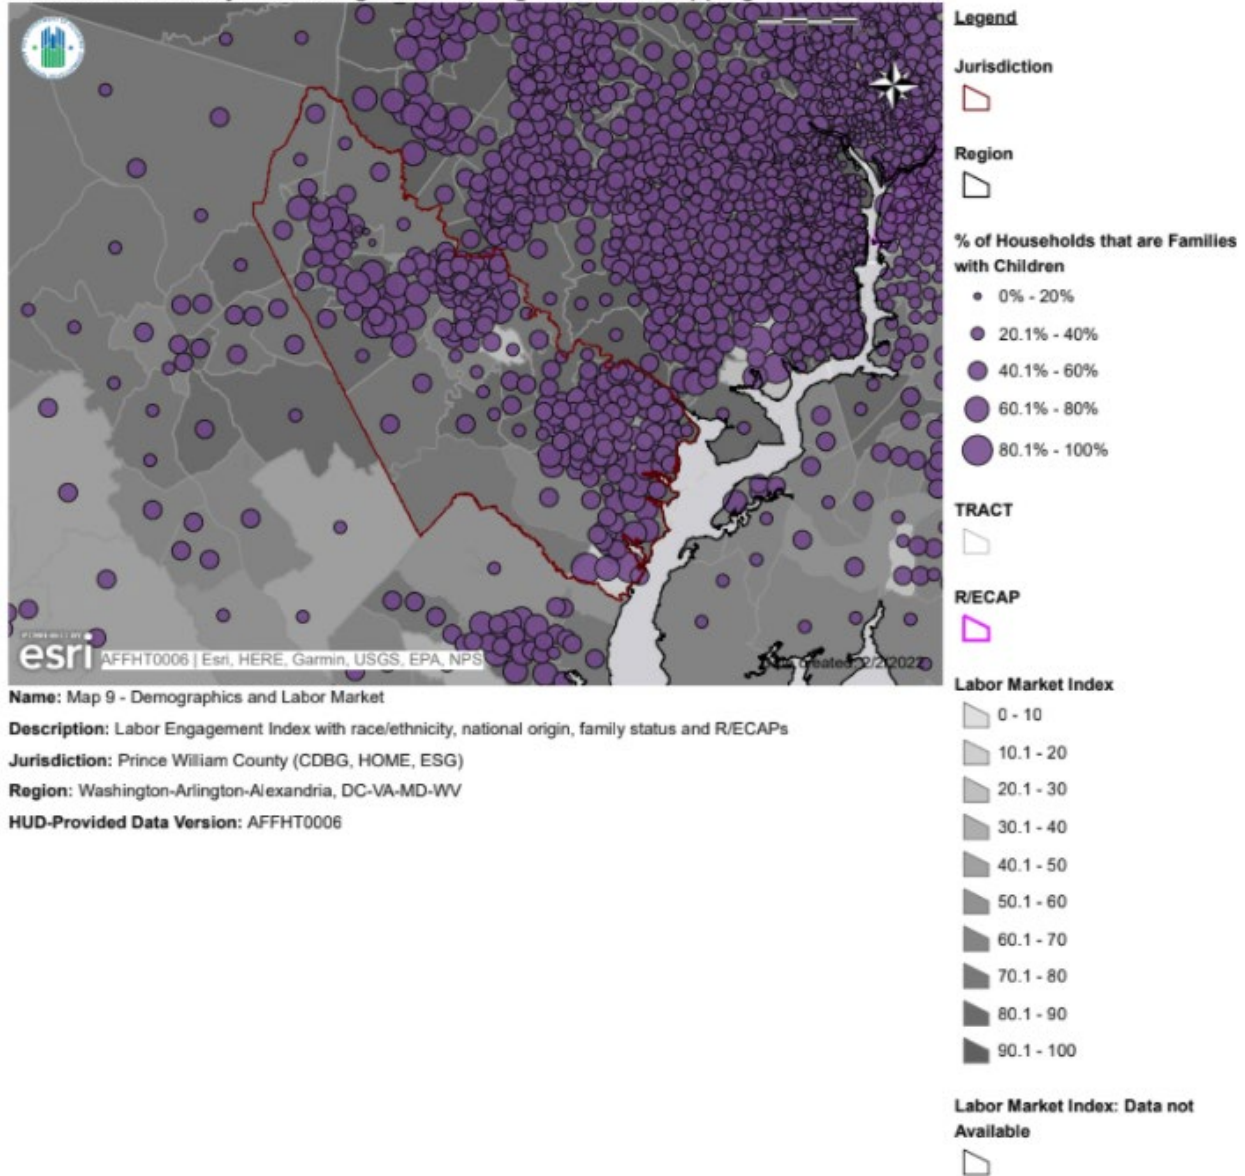 Legend
Jurisdiction
Region
% of Households that are Families
with Children
0% - 20%
20.1% - 40%
40.1% - 60%
60.1% - 80%
80.1% - 100%
TRACT
R/ECAP
Labor Market Index
0 - 10
10.1 - 20
20.1 - 30
30.1 - 40
40.1 - 50
50.1 - 60
60.1 - 70
70.1 - 80
80.1 - 90
90.1 - 100
Labor Market Index: Data not
Available
esri
AFFHT0006 | Esri, HERE, Garmin, USGS, EPA, NPS
Name: Map 9 - Demographics and Labor Market
Description: Labor Engagement Index with race/ethnicity, national origin, family status and R/ECAPs
Jurisdiction: Prince William County (CDBG, HOME, ESG)
Region: Washington-Arlington-Alexandria, DC-VA-MD-WV
HUD-Provided Data Version: AFFHT0006